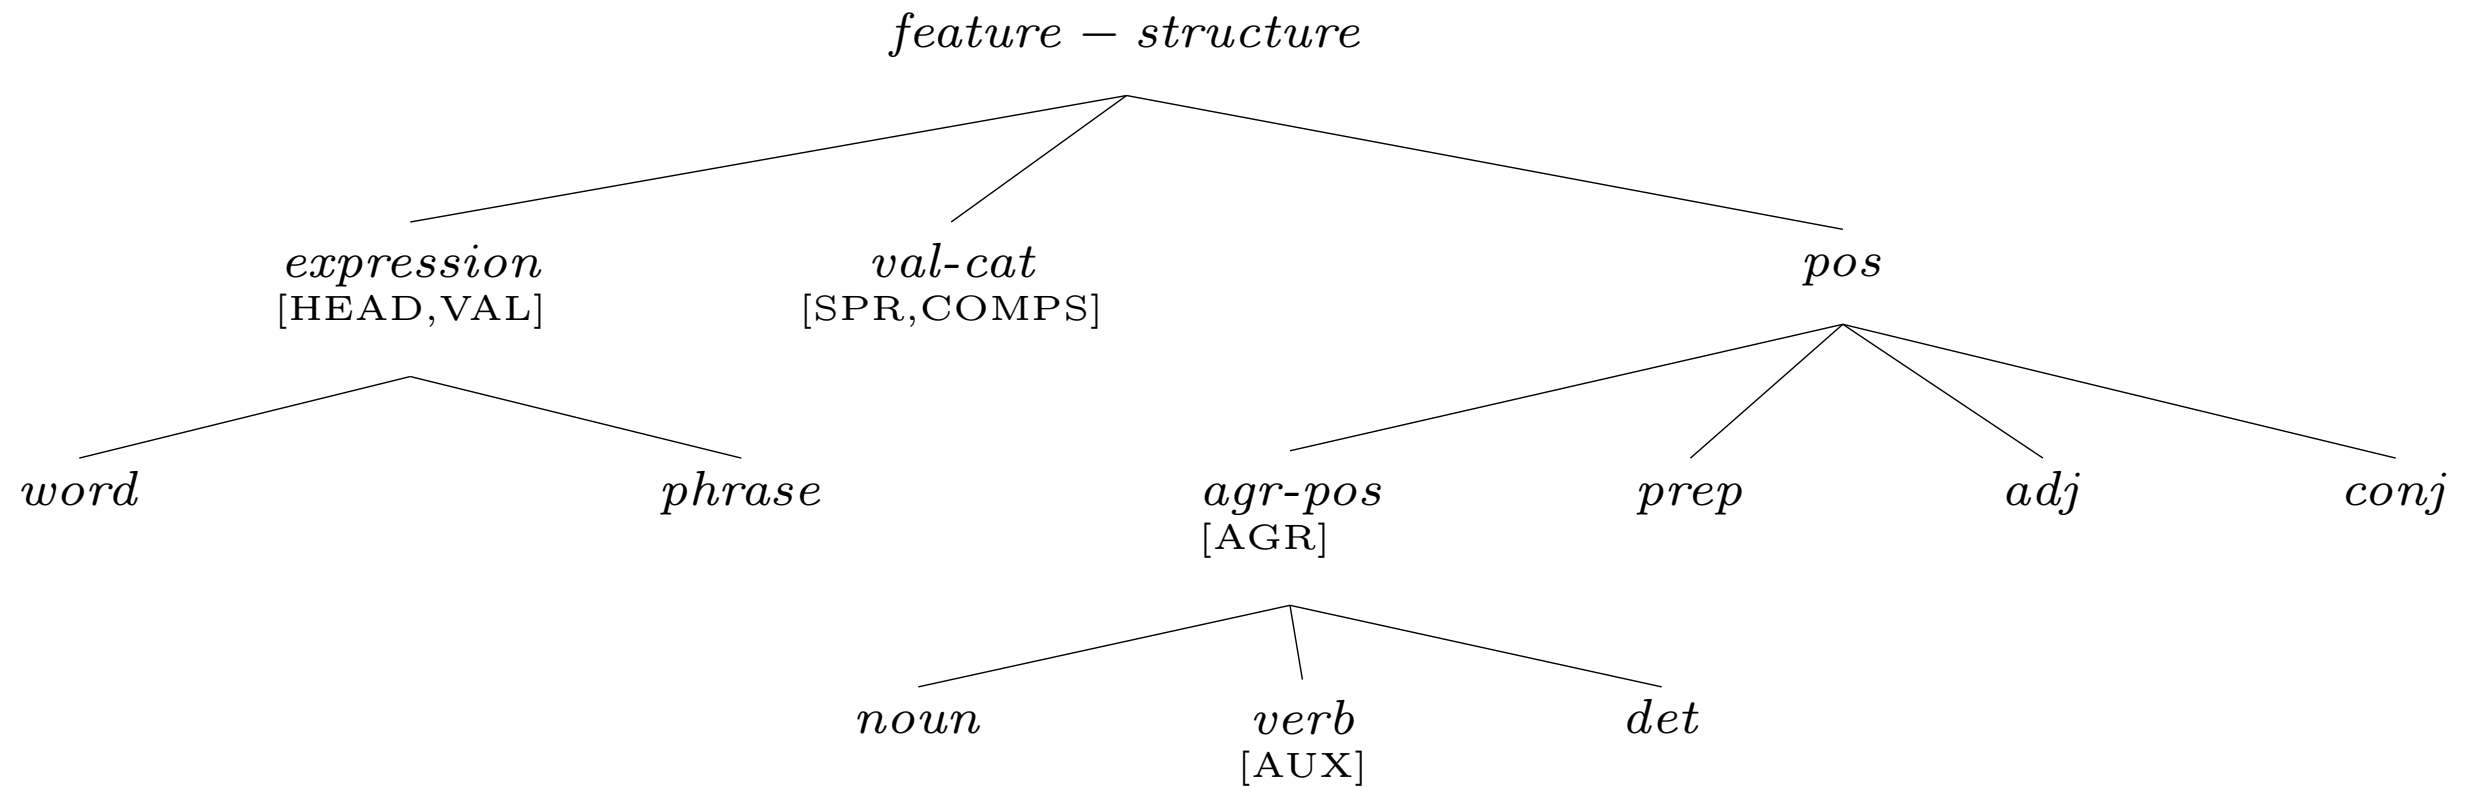 feature – structure
expression val-cat pos
[HEAD,VAL] [SPR,COMPS]
word phrase agr-pos prep adj conj
[AGR]
noun verb det
[AUX]